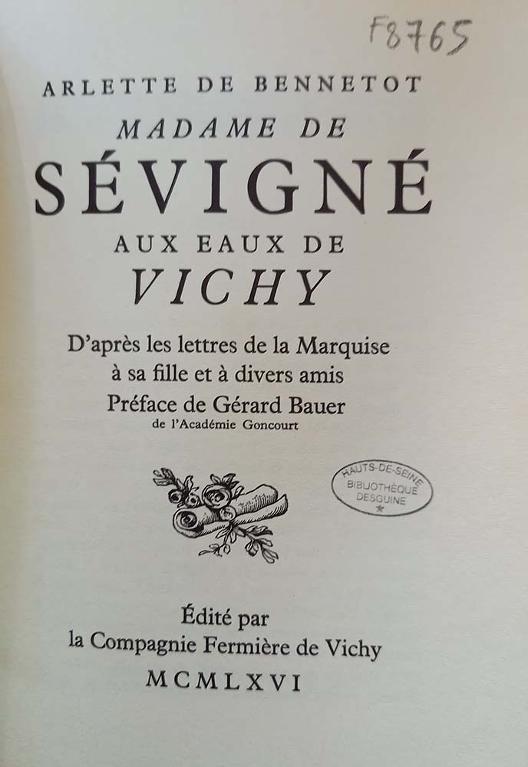 F8765
ARLETTE DE BENNETOT
MADAME DE
SÉVIGNÉ
AUX EAUX DE
VICHY
D'après les lettres de la Marquise
à sa fille et à divers amis
Préface de Gérard Bauer
de l'Académie Goncourt
HAUTS-DE-SEINE
BIBLIOTHÈQUE
DESGUINE
Édité par
la Compagnie Fermière de Vichy
MCMLXVI